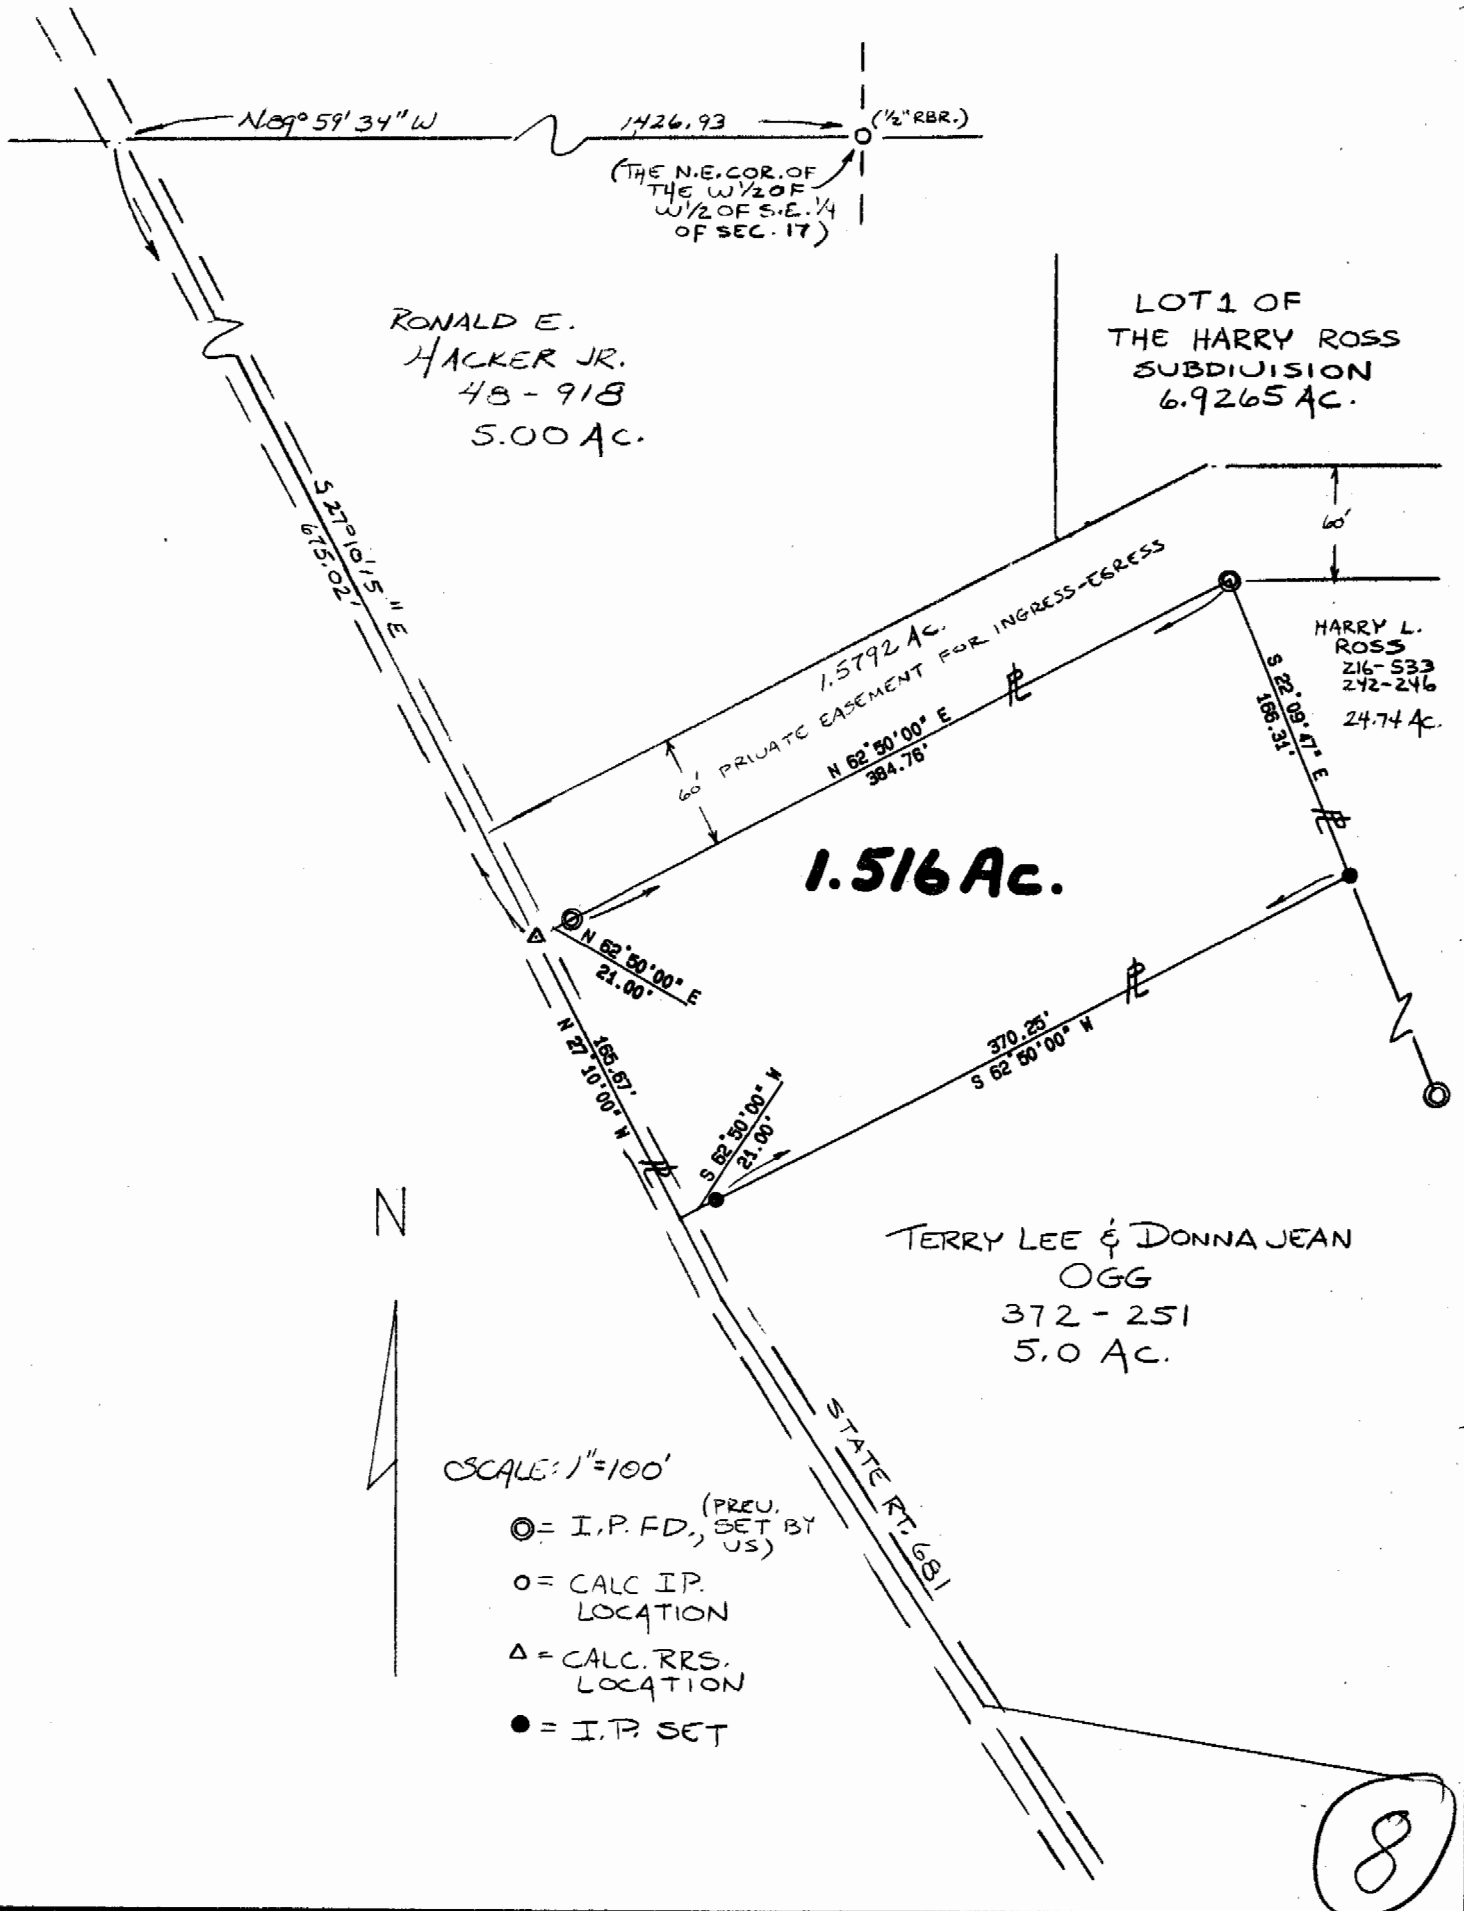 N 89° 59' 34" W
1426.93
(1/2" RBR.)
(THE N.E. COR. OF
THE W 1/2 OF
W 1/2 OF S.E. 1/4
OF SEC. 17)
RONALD E.
HACKER JR.
48 - 918
5.00 AC.
LOT 1 OF
THE HARRY ROSS
SUBDIVISION
6.9265 AC.
S 27° 10' 15" E
675.02'
60'
1.5792 AC.
60' PRIVATE EASEMENT FOR INGRESS-EGRESS
HARRY L.
ROSS
216-533
242-246
24.74 AC.
N 62°50'00" E
384.76'
S 22°09'47" E
166.31'
1.516 Ac.
N 62°50'00" E
21.00'
165.67'
N 27°10'00" W
370.25'
S 62°50'00" W
S 62°50'00" W
21.00'
N
TERRY LEE & DONNA JEAN
OGG
372 - 251
5.0 AC.
STATE RT. 681
SCALE: 1"=100'
= I.P. FD., (PREV.
SET BY
US)
= CALC I.P.
LOCATION
= CALC. RRS.
LOCATION
= I.P. SET
8